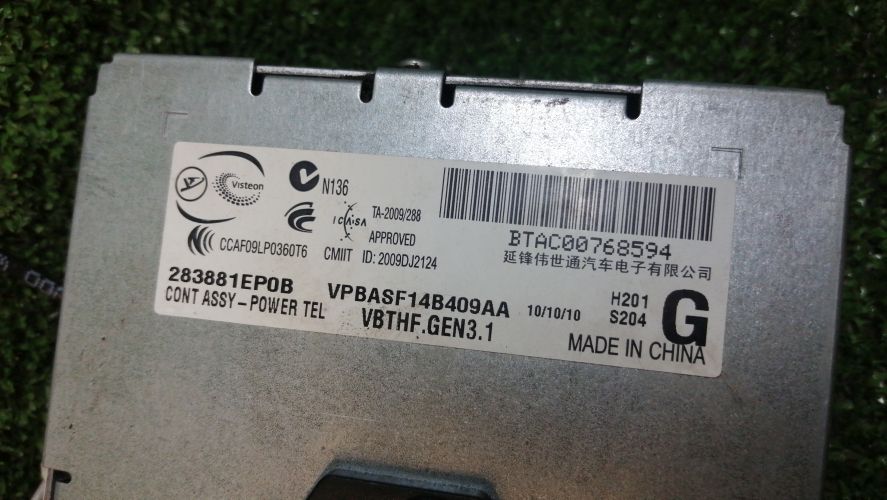 Visteon
N136
BTAC00768594
延锋伟世通汽车电子有限公司
ICASA
TA-2009/288
APPROVED
CCAF09LP0360T6
CMIIT ID: 2009DJ2124
283881EP0B
VPBASF14B409AA
10/10/10
H201
S204
G
CONT ASSY-POWER TEL
VBTHF.GEN3.1
MADE IN CHINA